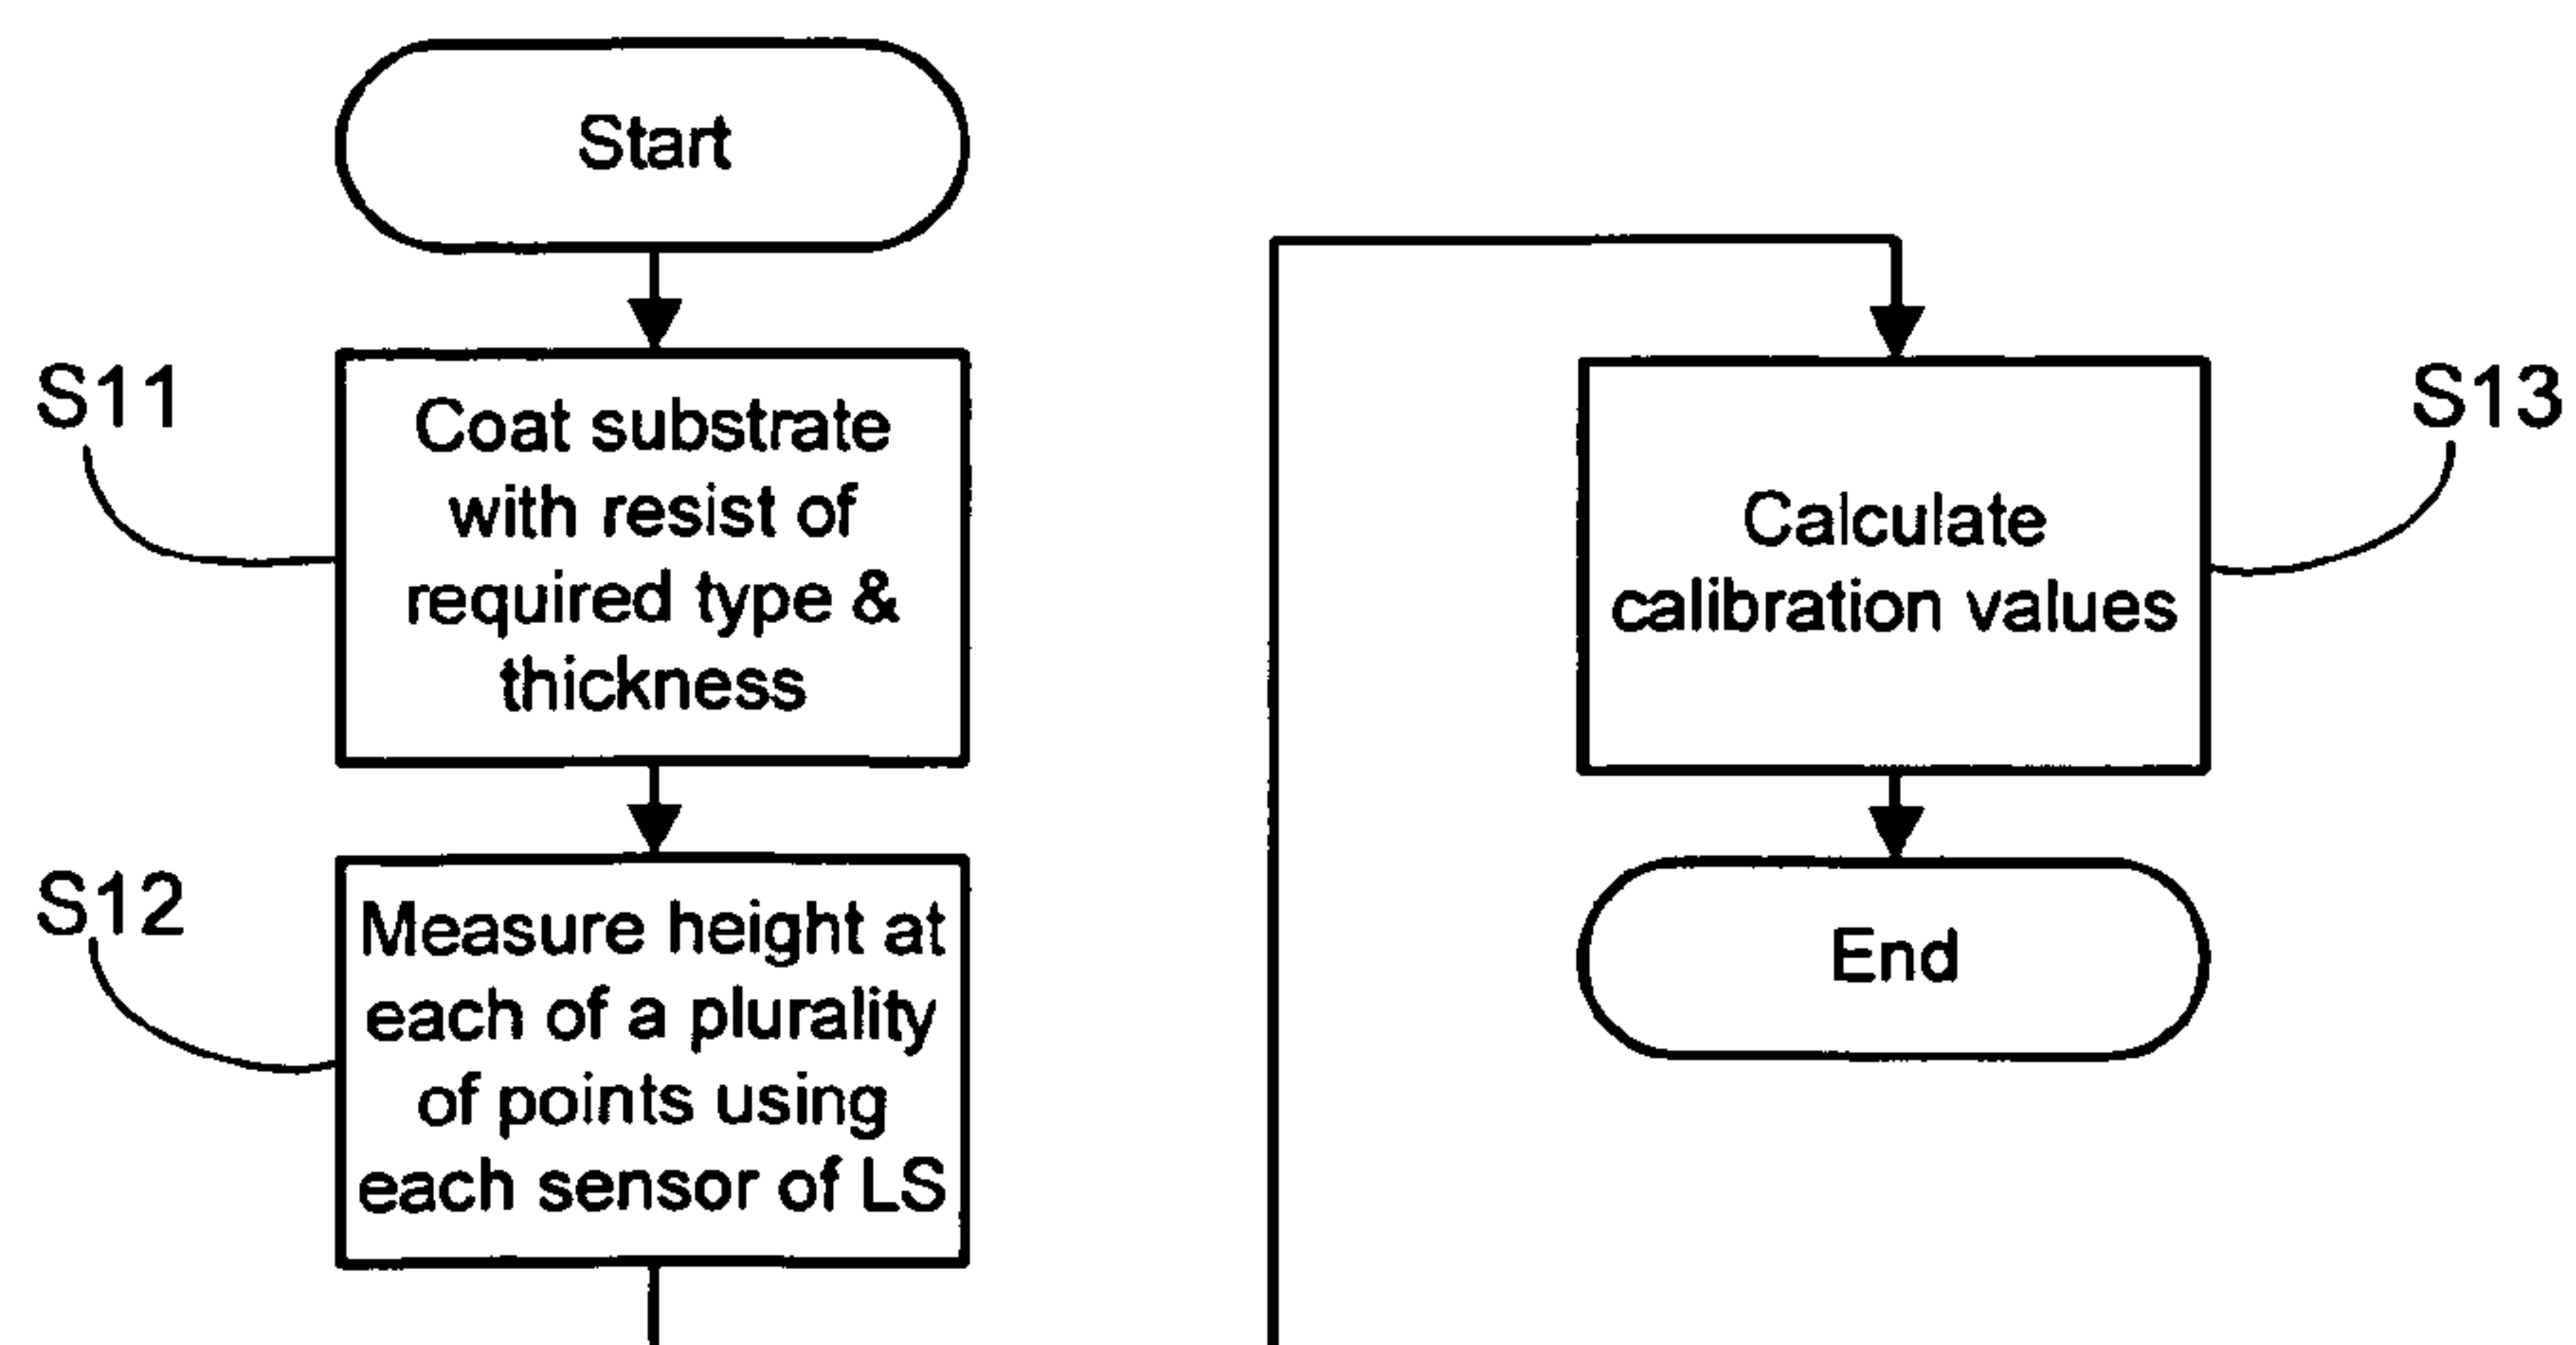 Start
S11
Coat substrate
with resist of
required type &
thickness
S12
Measure height at
each of a plurality
of points using
each sensor of LS
S13
Calculate
calibration values
End